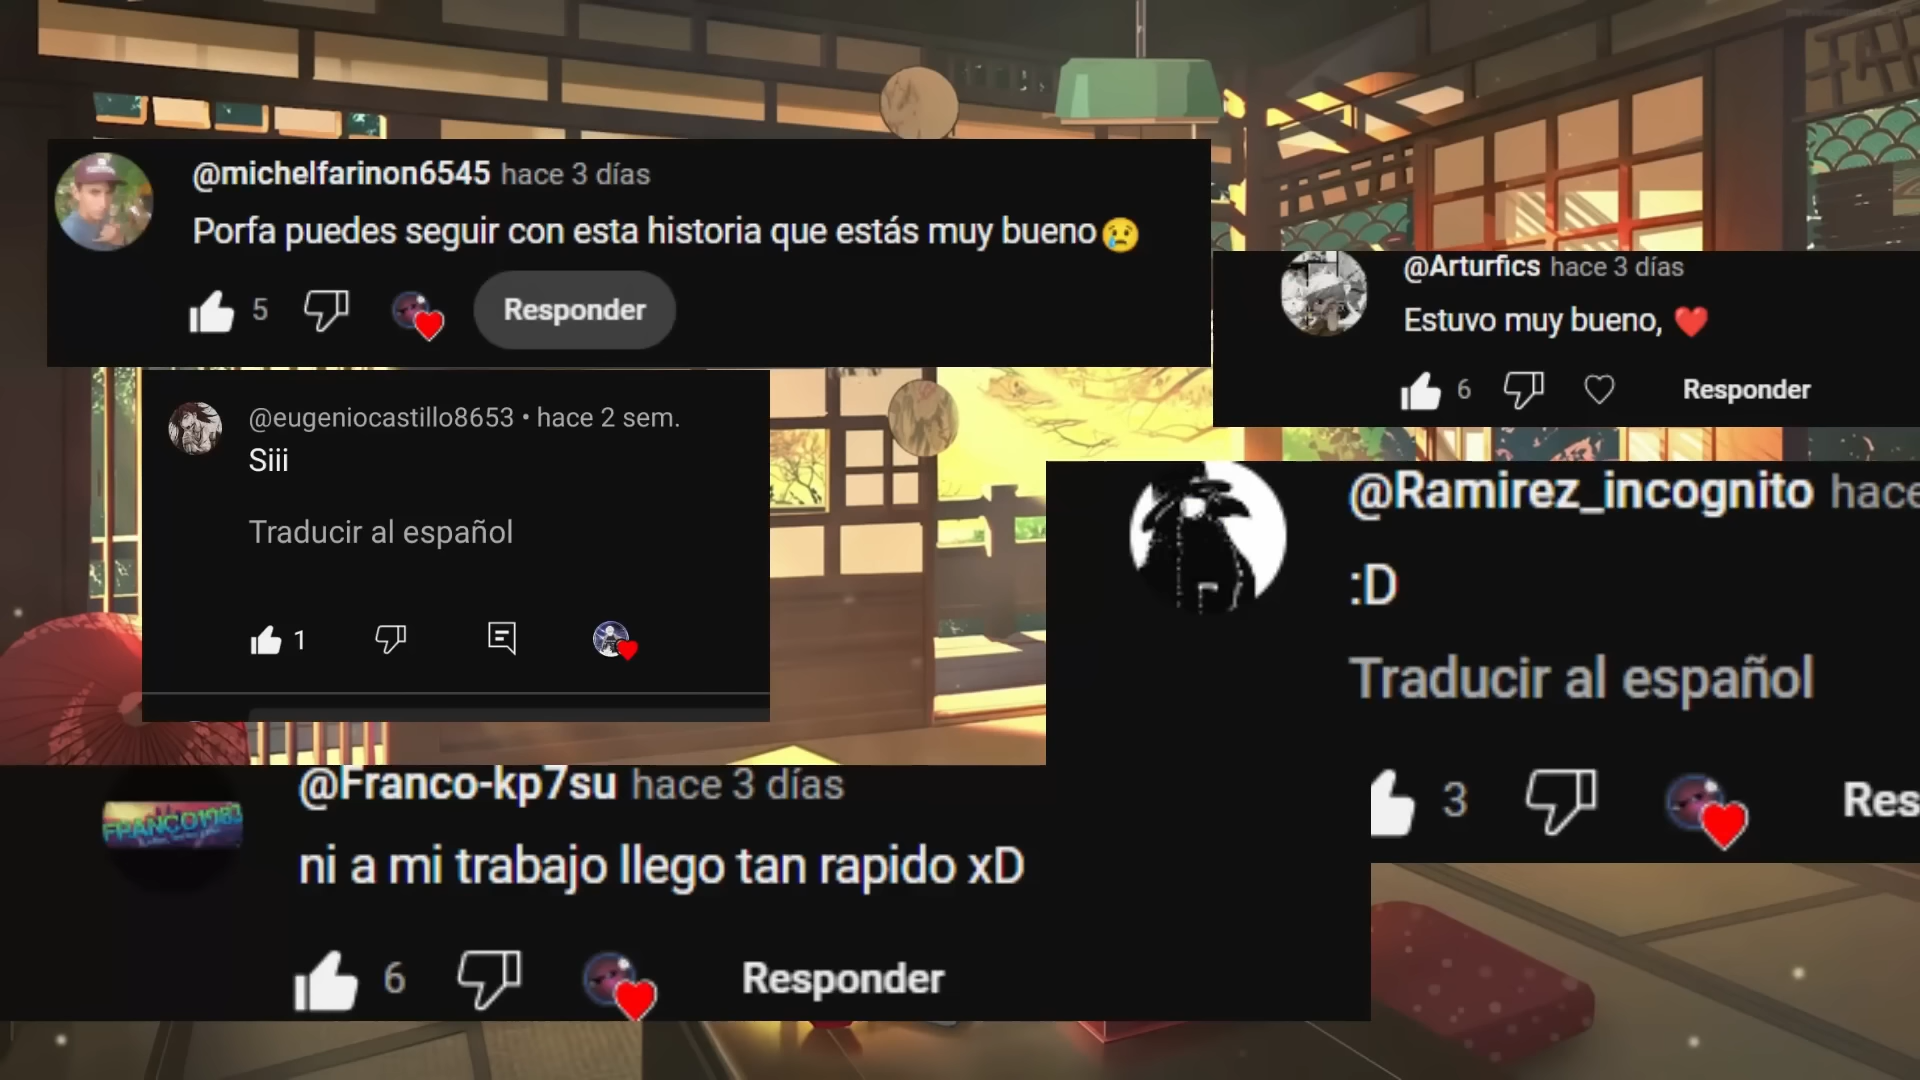 @michelfarinon6545 hace 3 días
Porfa puedes seguir con esta historia que estás muy bueno😢
5
Responder
@Arturfics hace 3 días
Estuvo muy bueno, ❤️
6
Responder
@eugeniocastillo8653 • hace 2 sem.
Siii
Traducir al español
1
@Ramirez_incognito hace
:D
Traducir al español
3
Res
@Franco-kp7su hace 3 días
FRANCO1983
ni a mi trabajo llego tan rapido xD
6
Responder